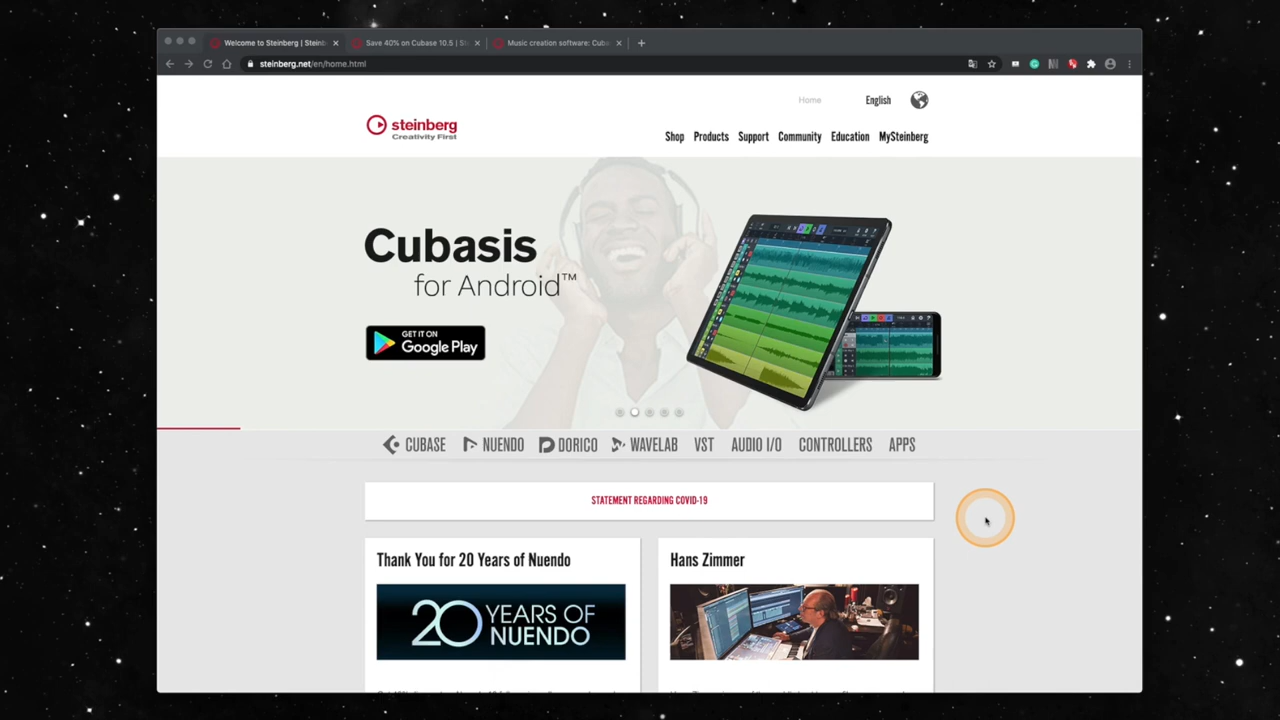 Welcome to Steinberg | Steinb
Save 40% on Cubase 10.5 | St
Music creation software: Cub
steinberg.net/en/home.html
Home
English
steinberg
Creativity First
Shop Products Support Community Education MySteinberg
Cubasis
for Android™
GET IT ON
Google Play
CUBASE NUENDO DORICO WAVELAB VST AUDIO I/O CONTROLLERS APPS
STATEMENT REGARDING COVID-19
Thank You for 20 Years of Nuendo
20 YEARS OF
NUENDO
Hans Zimmer